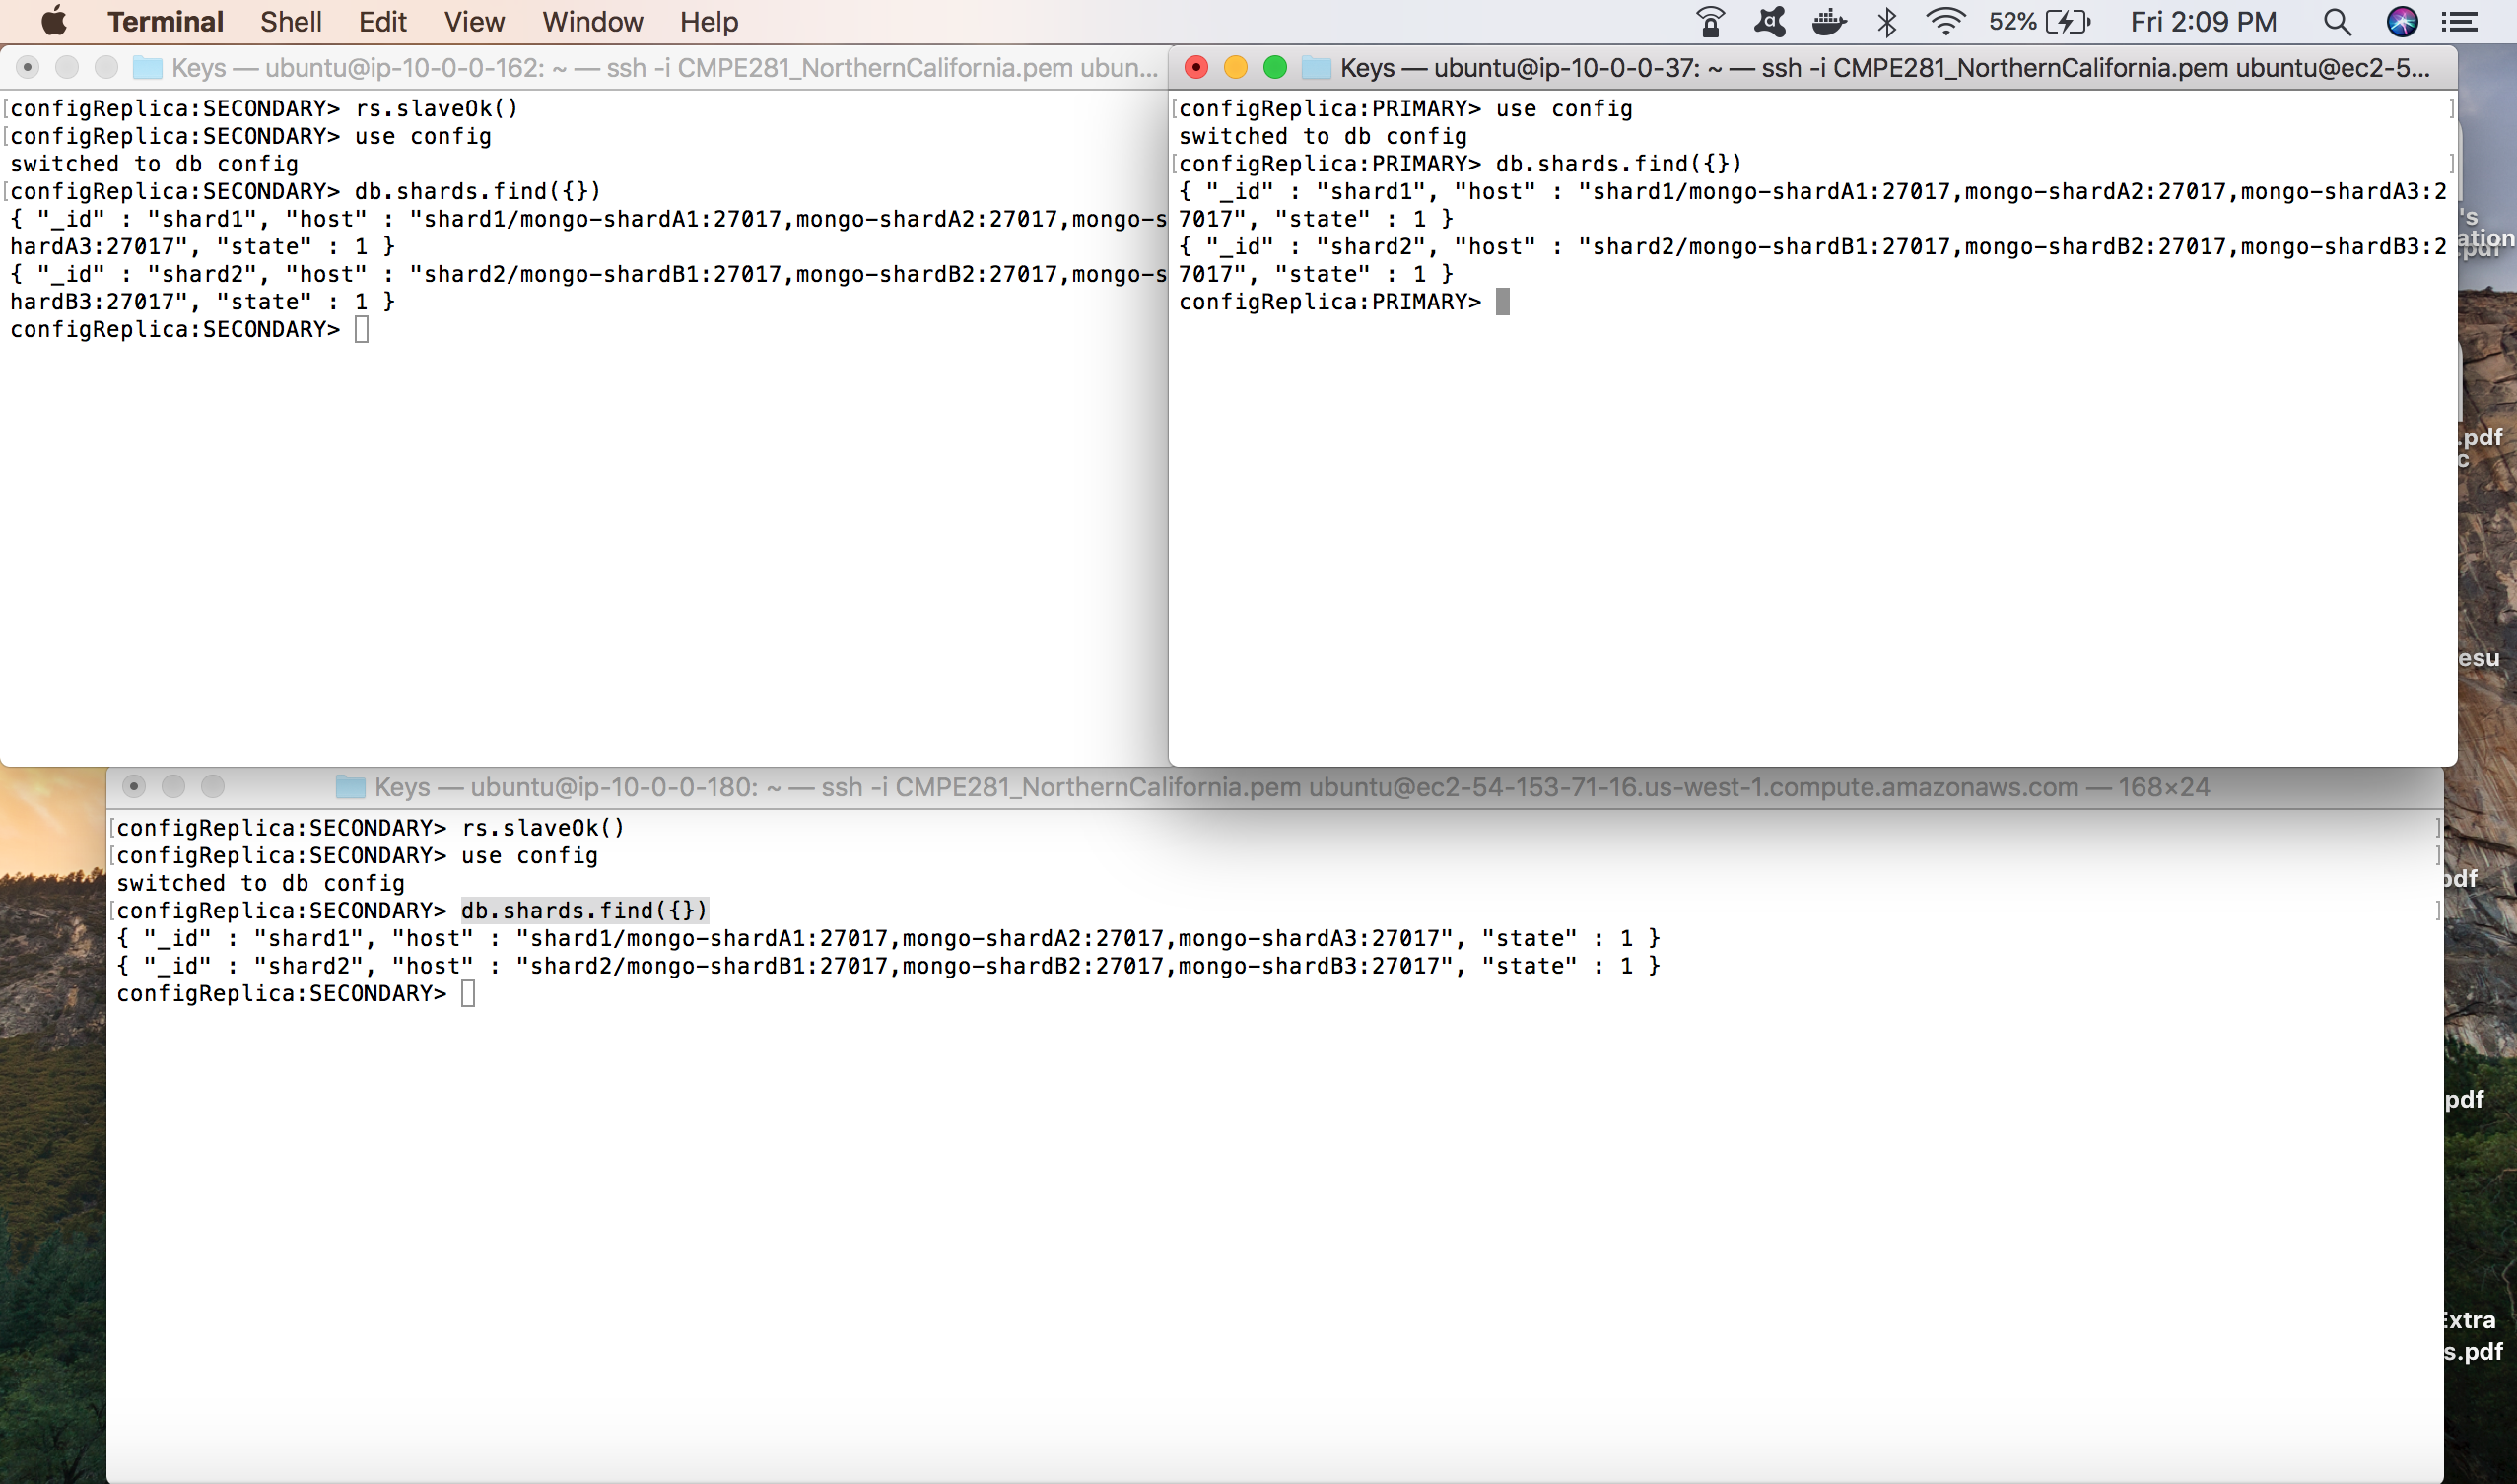 Terminal Shell Edit View Window Help 52% Fri 2:09 PM
Keys — ubuntu@ip-10-0-0-162: ~ — ssh -i CMPE281_NorthernCalifornia.pem ubun...
[configReplica:SECONDARY> rs.slaveOk()
[configReplica:SECONDARY> use config
switched to db config
[configReplica:SECONDARY> db.shards.find({})
{ "_id" : "shard1", "host" : "shard1/mongo-shardA1:27017,mongo-shardA2:27017,mongo-s
hardA3:27017", "state" : 1 }
{ "_id" : "shard2", "host" : "shard2/mongo-shardB1:27017,mongo-shardB2:27017,mongo-s
hardB3:27017", "state" : 1 }
configReplica:SECONDARY>
Keys — ubuntu@ip-10-0-0-37: ~ — ssh -i CMPE281_NorthernCalifornia.pem ubuntu@ec2-5...
[configReplica:PRIMARY> use config ]
switched to db config
[configReplica:PRIMARY> db.shards.find({}) ]
{ "_id" : "shard1", "host" : "shard1/mongo-shardA1:27017,mongo-shardA2:27017,mongo-shardA3:2
7017", "state" : 1 }
{ "_id" : "shard2", "host" : "shard2/mongo-shardB1:27017,mongo-shardB2:27017,mongo-shardB3:2
7017", "state" : 1 }
configReplica:PRIMARY>
Keys — ubuntu@ip-10-0-0-180: ~ — ssh -i CMPE281_NorthernCalifornia.pem ubuntu@ec2-54-153-71-16.us-west-1.compute.amazonaws.com — 168×24
[configReplica:SECONDARY> rs.slaveOk() ]
[configReplica:SECONDARY> use config ]
switched to db config
[configReplica:SECONDARY> db.shards.find({}) ]
{ "_id" : "shard1", "host" : "shard1/mongo-shardA1:27017,mongo-shardA2:27017,mongo-shardA3:27017", "state" : 1 }
{ "_id" : "shard2", "host" : "shard2/mongo-shardB1:27017,mongo-shardB2:27017,mongo-shardB3:27017", "state" : 1 }
configReplica:SECONDARY>
's
ation
.pdf
.pdf
c
esu
pdf
pdf
Extra
s.pdf